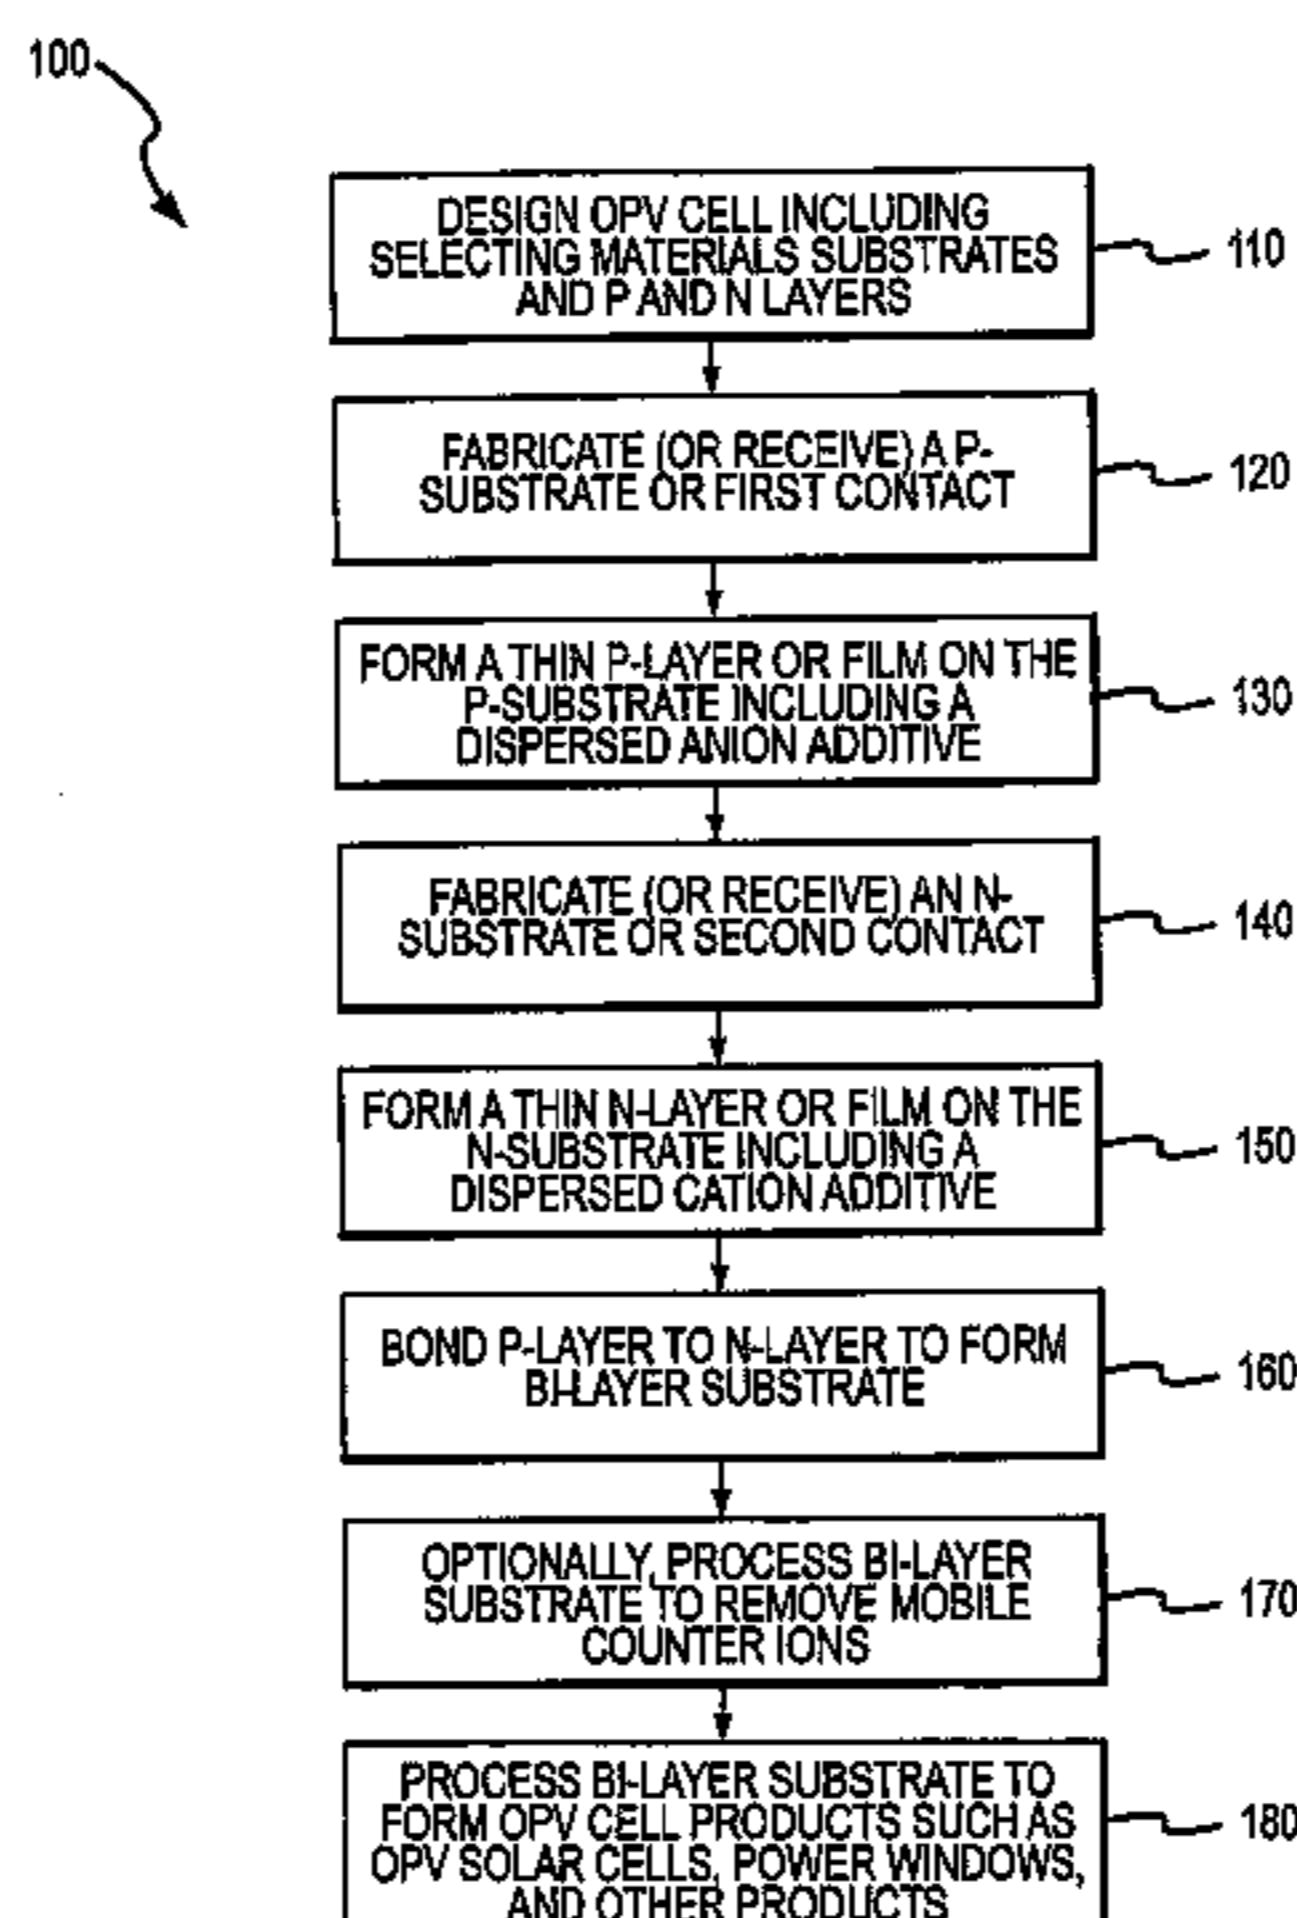 100
DESIGN OPV CELL INCLUDING
SELECTING MATERIALS SUBSTRATES
AND P AND N LAYERS
110
FABRICATE (OR RECEIVE) A P-
SUBSTRATE OR FIRST CONTACT
120
FORM A THIN P-LAYER OR FILM ON THE
P-SUBSTRATE INCLUDING A
DISPERSED ANION ADDITIVE
130
FABRICATE (OR RECEIVE) AN N-
SUBSTRATE OR SECOND CONTACT
140
FORM A THIN N-LAYER OR FILM ON THE
N-SUBSTRATE INCLUDING A
DISPERSED CATION ADDITIVE
150
BOND P-LAYER TO N-LAYER TO FORM
BI-LAYER SUBSTRATE
160
OPTIONALLY, PROCESS BI-LAYER
SUBSTRATE TO REMOVE MOBILE
COUNTER IONS
170
PROCESS BI-LAYER SUBSTRATE TO
FORM OPV CELL PRODUCTS SUCH AS
OPV SOLAR CELLS, POWER WINDOWS,
AND OTHER PRODUCTS
180